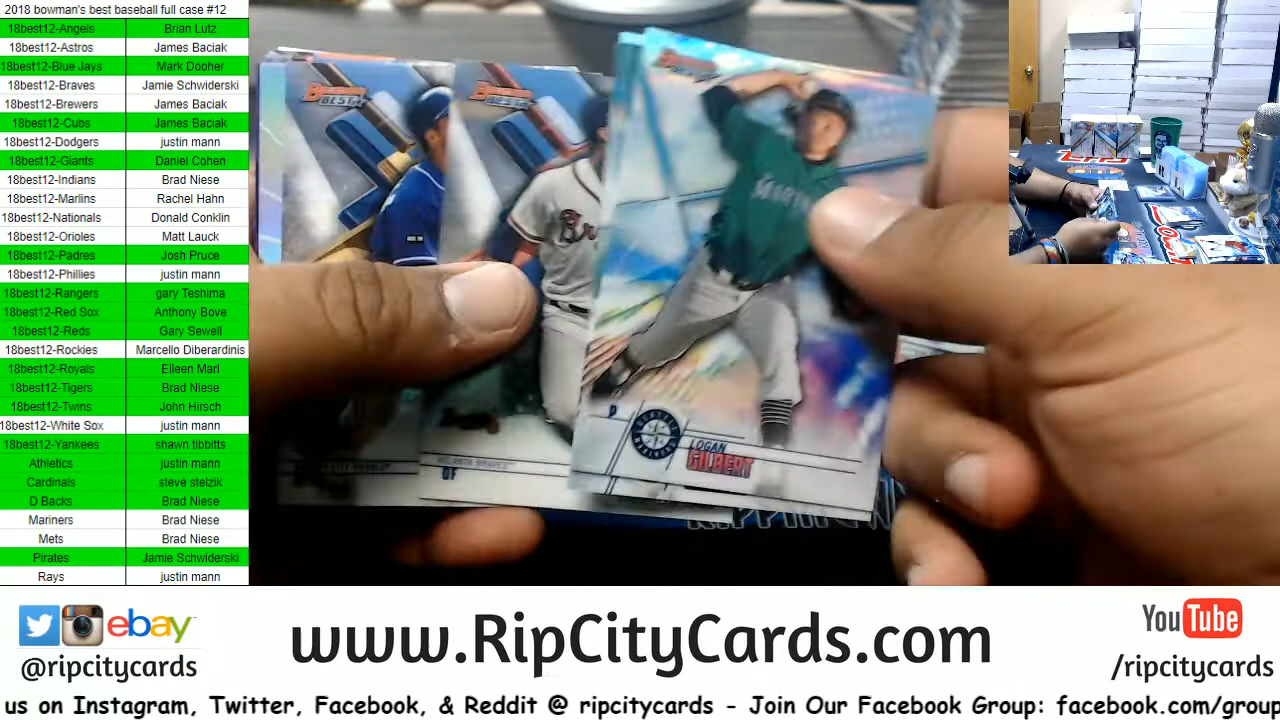 2018 bowman's best baseball full case #12
18best12-Angels Brian Lutz
18best12-Astros James Baciak
18best12-Blue Jays Mark Dooher
18best12-Braves Jamie Schwiderski
18best12-Brewers James Baciak
18best12-Cubs James Baciak
18best12-Dodgers justin mann
18best12-Giants Daniel Cohen
18best12-Indians Brad Niese
18best12-Marlins Rachel Hahn
18best12-Nationals Donald Conklin
18best12-Orioles Matt Lauck
18best12-Padres Josh Pruce
18best12-Phillies justin mann
18best12-Rangers gary Teshima
18best12-Red Sox Anthony Bove
18best12-Reds Gary Sewell
18best12-Rockies Marcello Diberardinis
18best12-Royals Eileen Marl
18best12-Tigers Brad Niese
18best12-Twins John Hirsch
18best12-White Sox justin mann
18best12-Yankees shawn tibbitts
Athletics justin mann
Cardinals steve stelzik
D Backs Brad Niese
Mariners Brad Niese
Mets Brad Niese
Pirates Jamie Schwiderski
Rays justin mann
BEST
BEST
Br
ATLANTA BRAVES
OF
P
LOGAN
GILBERT
ebay
@ripcitycards
www.RipCityCards.com
YouTube
/ripcitycards
us on Instagram, Twitter, Facebook, & Reddit @ ripcitycards - Join Our Facebook Group: facebook.com/group